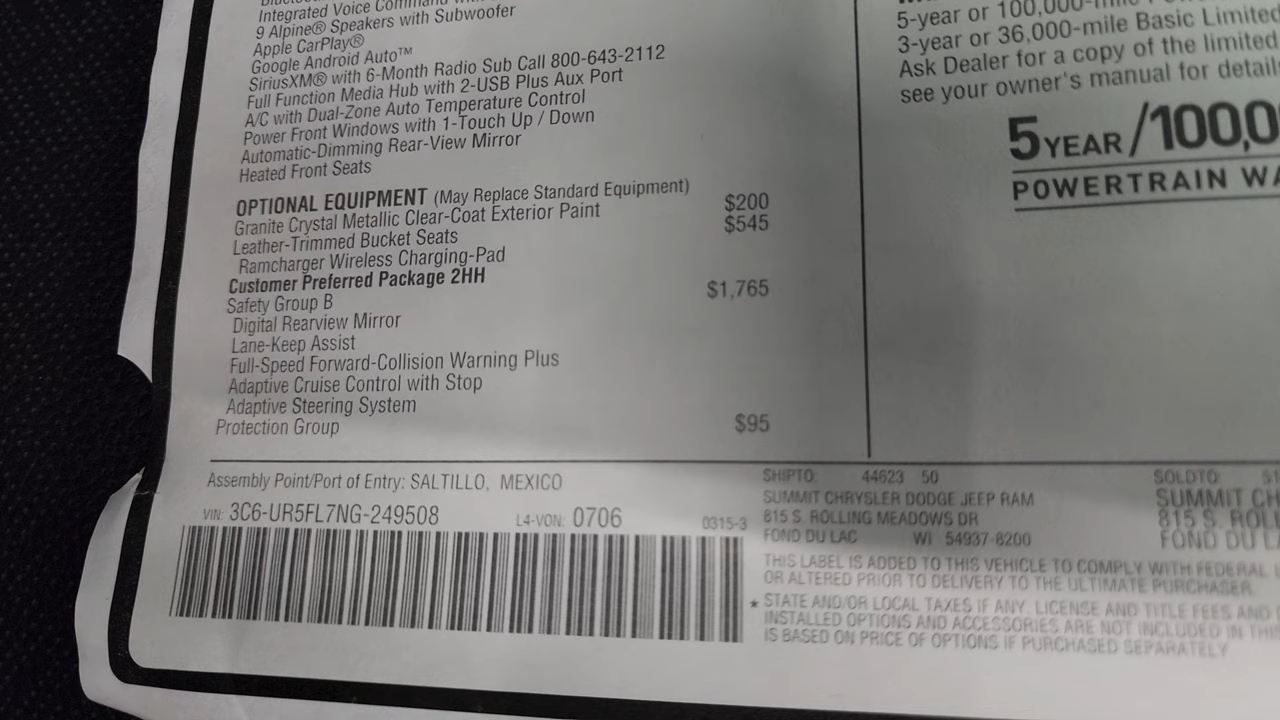 Integrated Voice Command
9 Alpine® Speakers with Subwoofer
Apple CarPlay®
Google Android Auto™
SiriusXM® with 6-Month Radio Sub Call 800-643-2112
Full Function Media Hub with 2-USB Plus Aux Port
A/C with Dual-Zone Auto Temperature Control
Power Front Windows with 1-Touch Up / Down
Automatic-Dimming Rear-View Mirror
Heated Front Seats
OPTIONAL EQUIPMENT (May Replace Standard Equipment)
Granite Crystal Metallic Clear-Coat Exterior Paint $200
Leather-Trimmed Bucket Seats $545
Ramcharger Wireless Charging-Pad
Customer Preferred Package 2HH
Safety Group B $1,765
Digital Rearview Mirror
Lane-Keep Assist
Full-Speed Forward-Collision Warning Plus
Adaptive Cruise Control with Stop
Adaptive Steering System
Protection Group $95
5-year or 100,000-mile
3-year or 36,000-mile Basic Limited
Ask Dealer for a copy of the limited
see your owner's manual for details
5 YEAR/100,0
POWERTRAIN WA
Assembly Point/Port of Entry: SALTILLO, MEXICO
VIN: 3C6-UR5FL7NG-249508 L4-VON: 0706 0315-3
SHIPTO: 44623 50
SUMMIT CHRYSLER DODGE JEEP RAM
815 S. ROLLING MEADOWS DR
FOND DU LAC WI 54937-8200
SOLDTO: 51
SUMMIT CH
815 S. ROLL
FOND DU LA
THIS LABEL IS ADDED TO THIS VEHICLE TO COMPLY WITH FEDERAL
OR ALTERED PRIOR TO DELIVERY TO THE ULTIMATE PURCHASER.
* STATE AND/OR LOCAL TAXES IF ANY, LICENSE AND TITLE FEES AND
INSTALLED OPTIONS AND ACCESSORIES ARE NOT INCLUDED IN THIS
IS BASED ON PRICE OF OPTIONS IF PURCHASED SEPARATELY